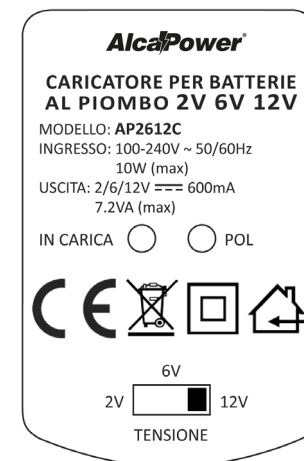 AlcaPower®
CARICATORE PER BATTERIE
AL PIOMBO 2V 6V 12V
MODELLO: AP2612C
INGRESSO: 100-240V ~ 50/60Hz
10W (max)
USCITA: 2/6/12V ⎓ 600mA
7.2VA (max)
IN CARICA POL
CE
6V
2V 12V
TENSIONE